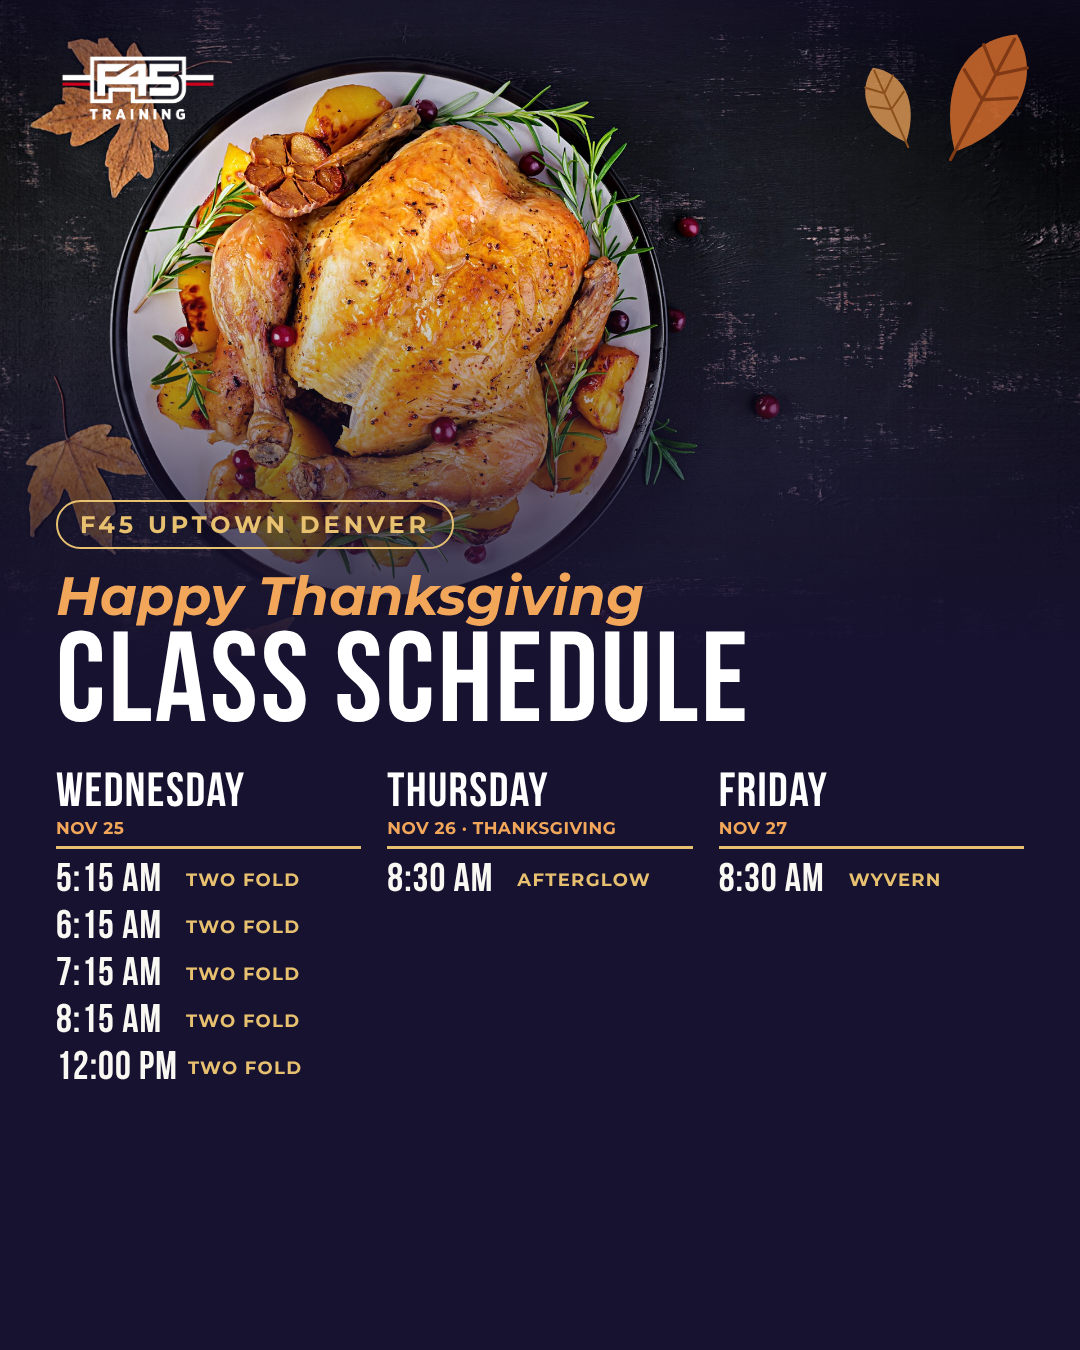 F45
TRAINING
F45 UPTOWN DENVER
Happy Thanksgiving
CLASS SCHEDULE
WEDNESDAY
NOV 25
5:15 AM TWO FOLD
6:15 AM TWO FOLD
7:15 AM TWO FOLD
8:15 AM TWO FOLD
12:00 PM TWO FOLD
THURSDAY
NOV 26 · THANKSGIVING
8:30 AM AFTERGLOW
FRIDAY
NOV 27
8:30 AM WYVERN